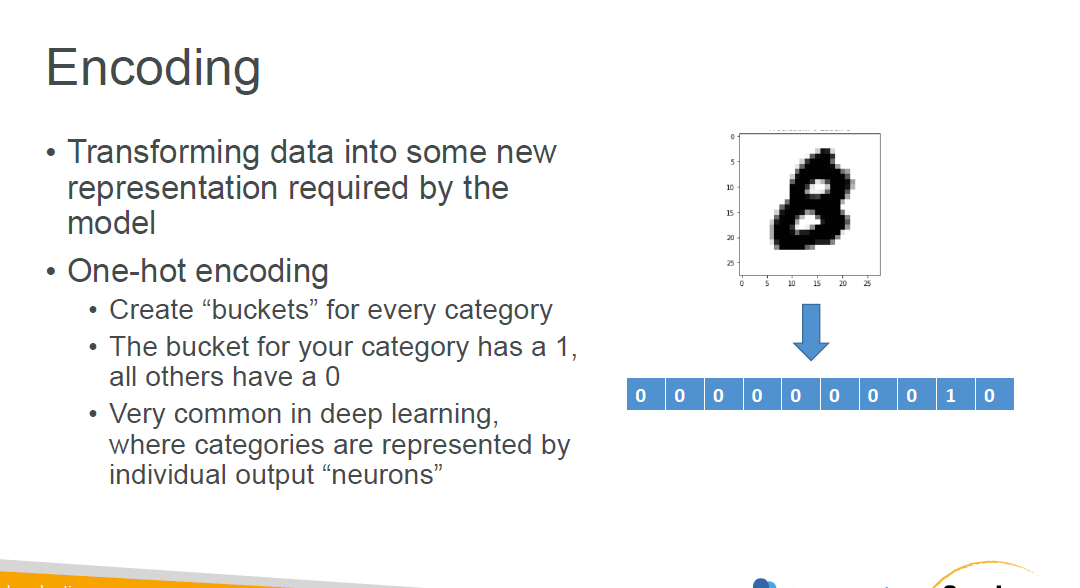 Encoding
• Transforming data into some new
representation required by the
model
• One-hot encoding
• Create “buckets” for every category
• The bucket for your category has a 1,
all others have a 0
• Very common in deep learning,
where categories are represented by
individual output “neurons”
0
5
10
15
20
25
0 5 10 15 20 25
0 0 0 0 0 0 0 0 1 0